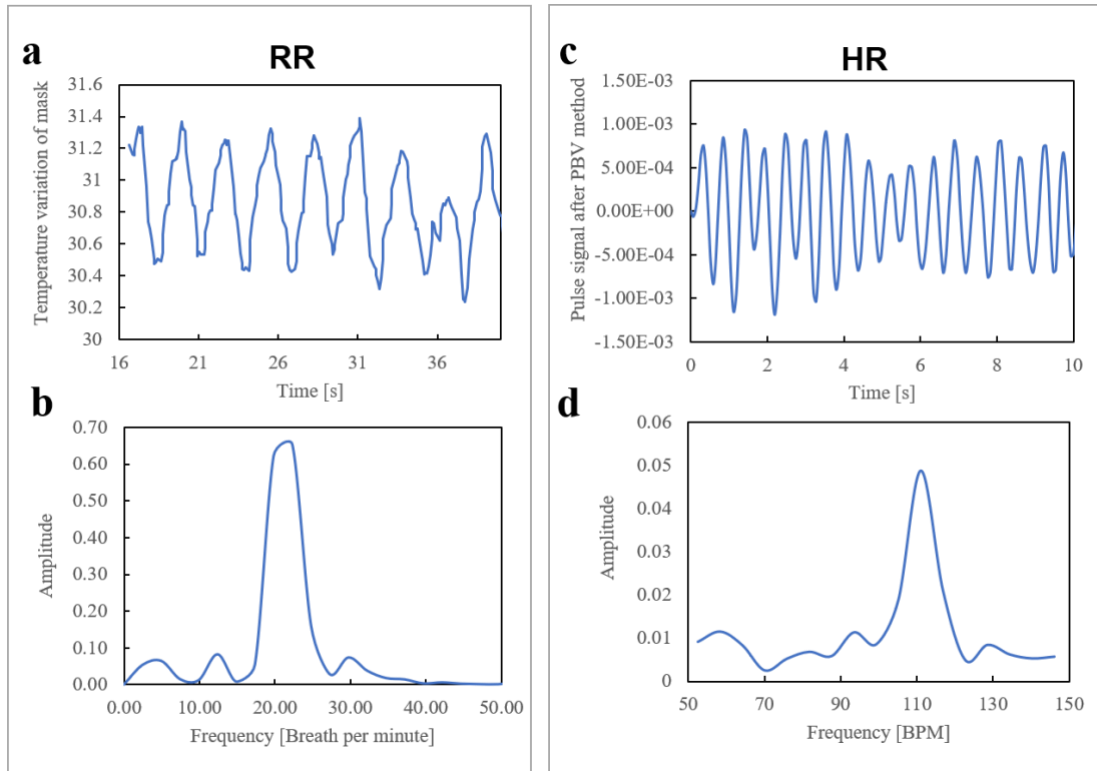 a
RR
Temperature variation of mask
31.6
31.4
31.2
31
30.8
30.6
30.4
30.2
30
16 21 26 31 36
Time [s]
b
Amplitude
0.70
0.60
0.50
0.40
0.30
0.20
0.10
0.00
0.00 10.00 20.00 30.00 40.00 50.00
Frequency [Breath per minute]
c
HR
Pulse signal after PBV method
1.50E-03
1.00E-03
5.00E-04
0.00E+00
-5.00E-04
-1.00E-03
-1.50E-03
0 2 4 6 8 10
Time [s]
d
Amplitude
0.06
0.05
0.04
0.03
0.02
0.01
0
50 70 90 110 130 150
Frequency [BPM]